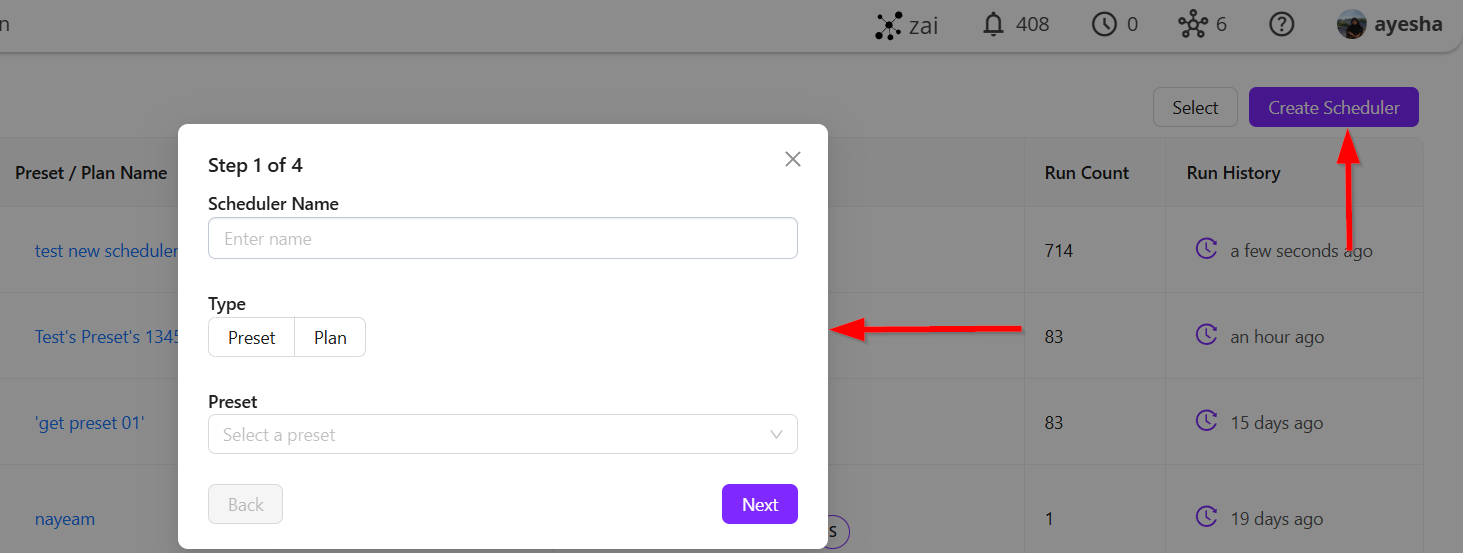 n
zai
408
0
6
ayesha
Select
Create Scheduler
Preset / Plan Name
Run Count
Run History
test new scheduler
714
a few seconds ago
Test's Preset's 1345
83
an hour ago
'get preset 01'
83
15 days ago
nayeam
S
1
19 days ago
Step 1 of 4
Scheduler Name
Enter name
Type
Preset
Plan
Preset
Select a preset
Back
Next